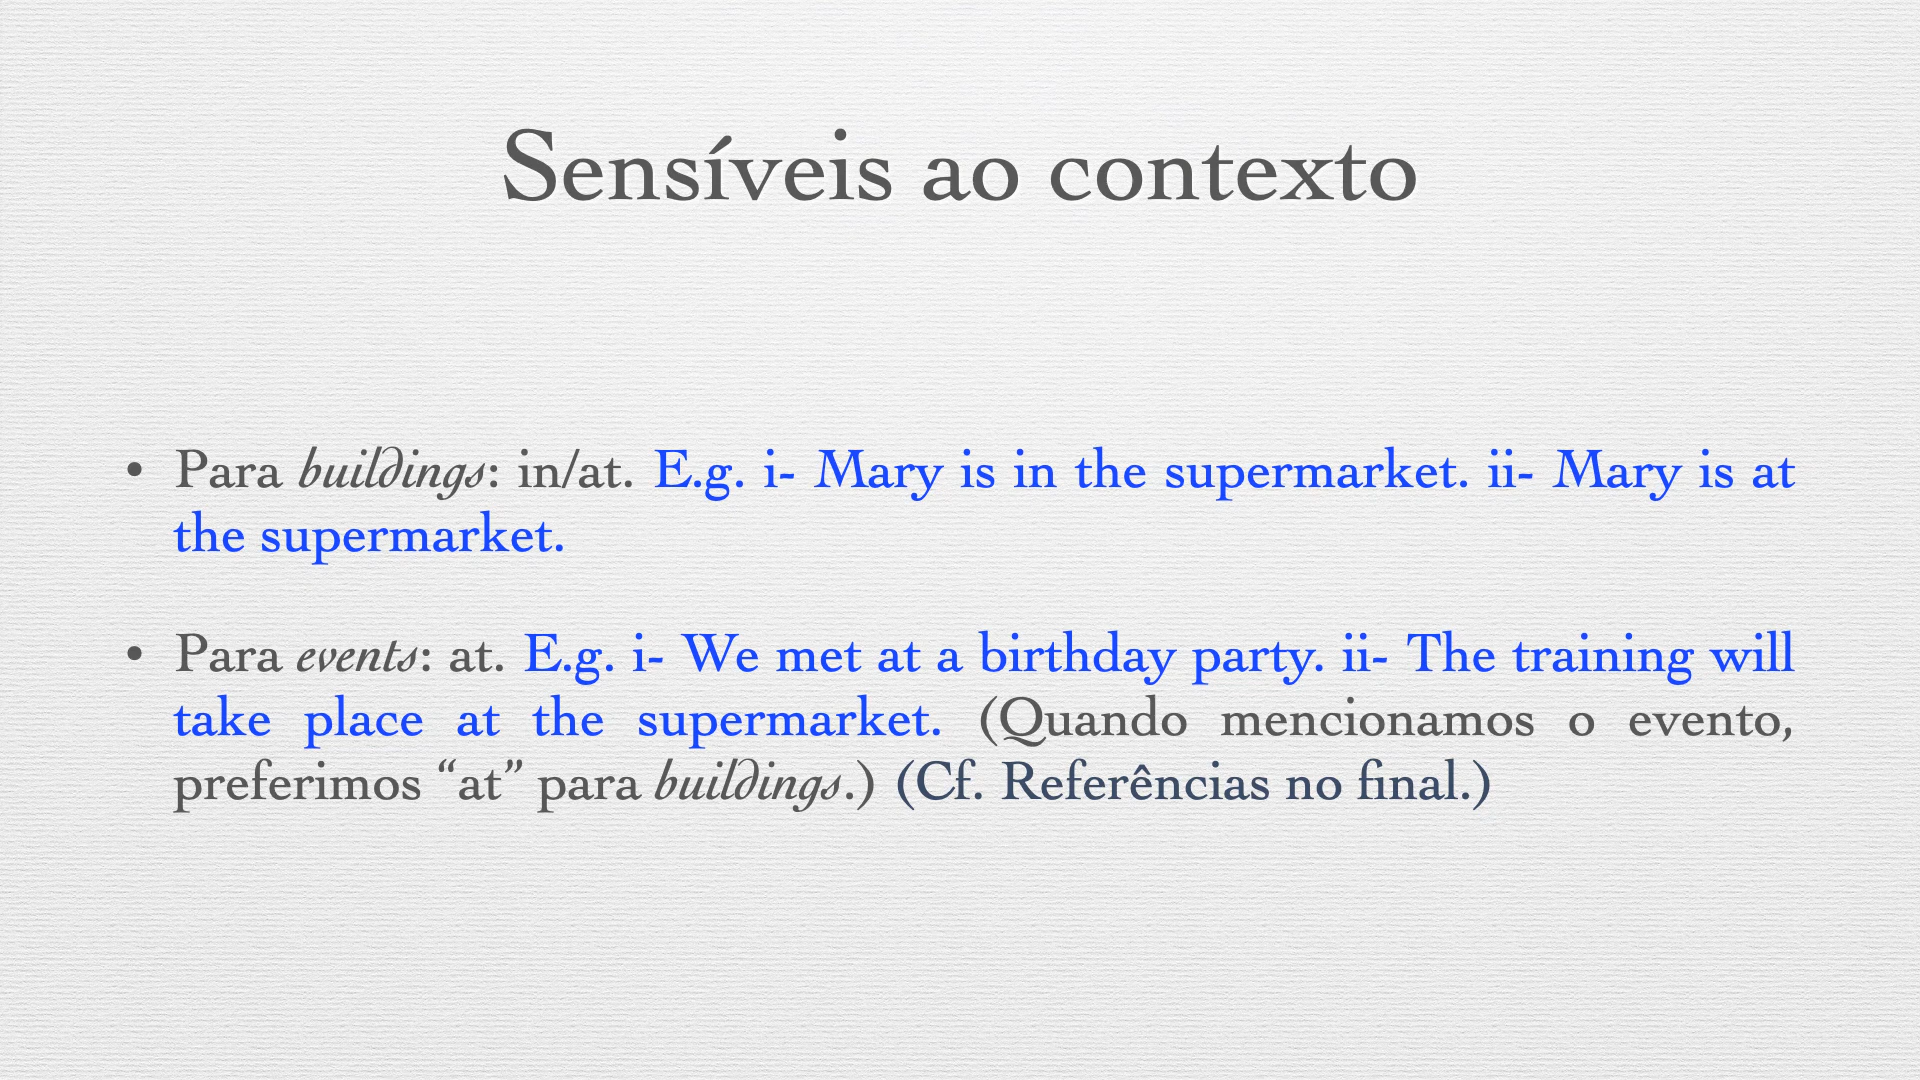 Sensíveis ao contexto
• Para buildings: in/at. E.g. i- Mary is in the supermarket. ii- Mary is at
the supermarket.
• Para events: at. E.g. i- We met at a birthday party. ii- The training will
take place at the supermarket. (Quando mencionamos o evento,
preferimos “at” para buildings.) (Cf. Referências no final.)